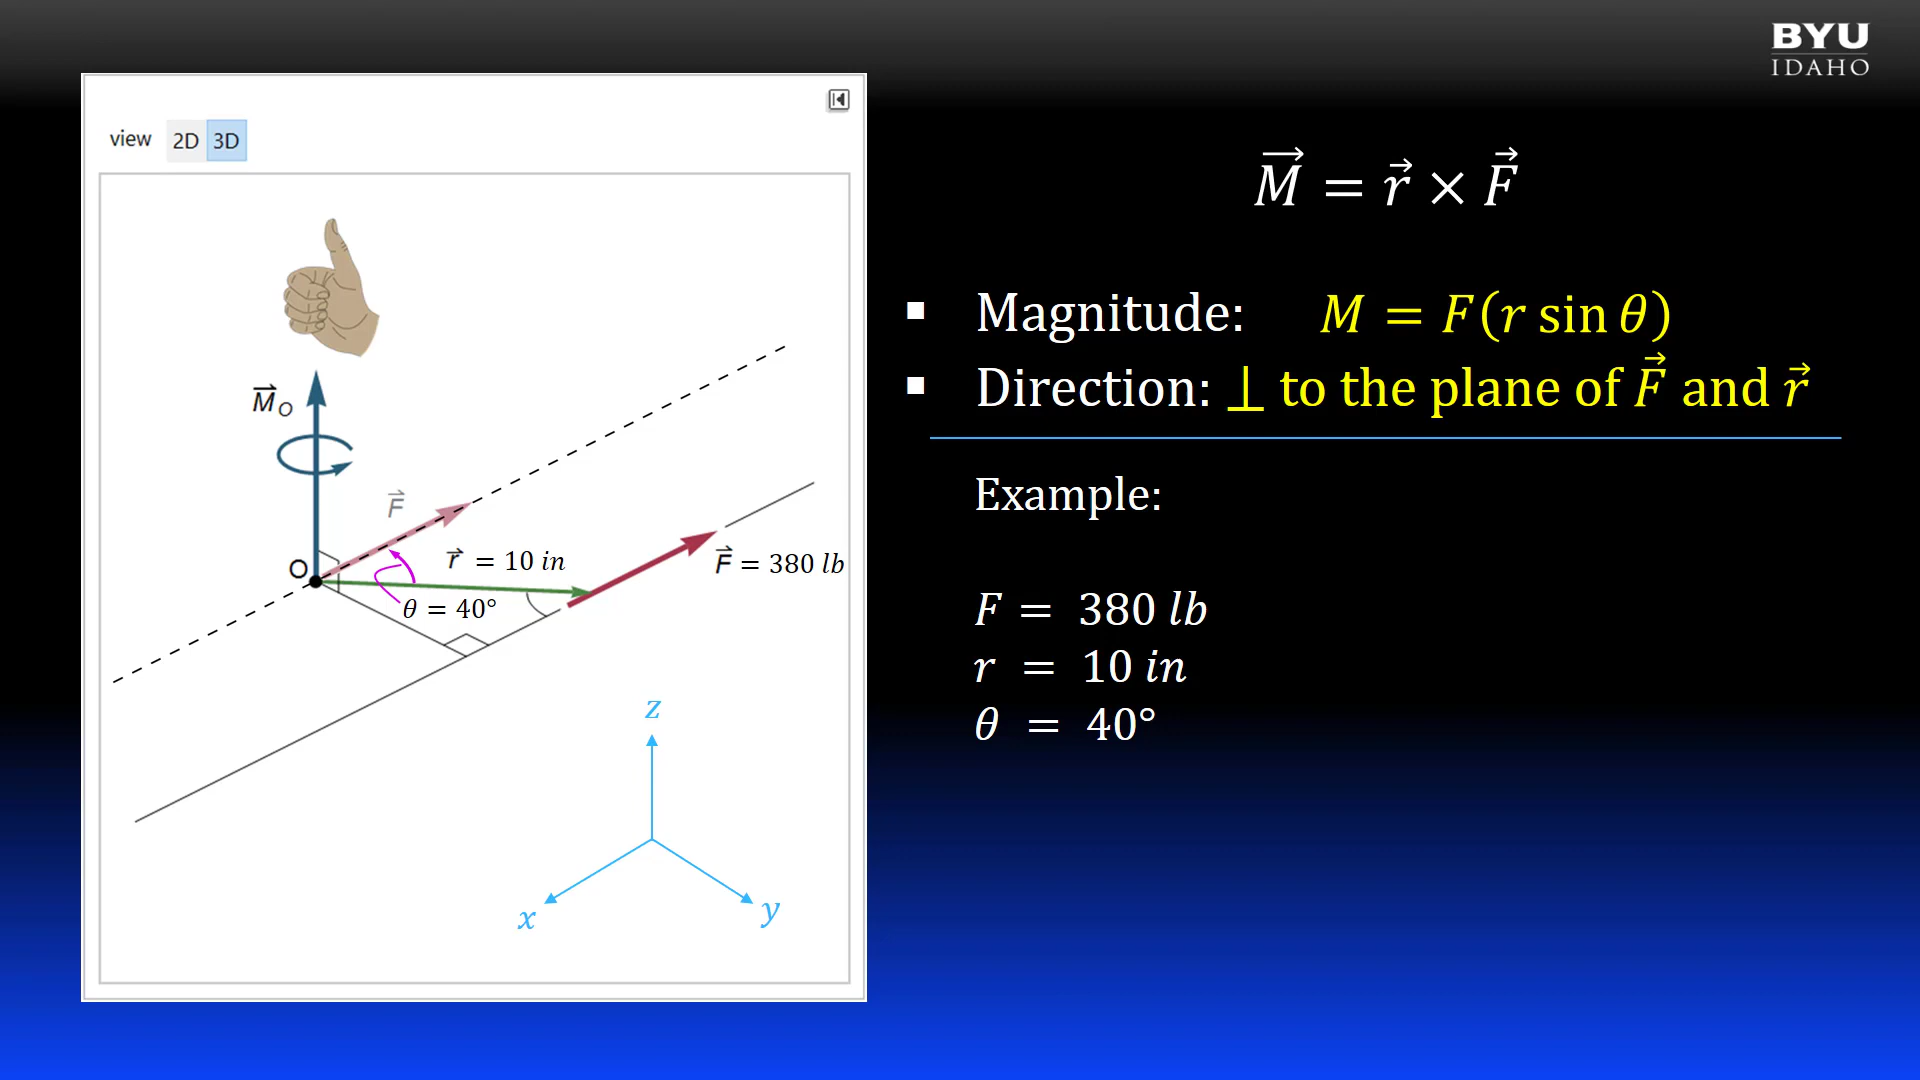 BYU
IDAHO
view 2D 3D
M⃗ = r⃗ × F⃗
▪ Magnitude: M = F(r sin θ)
▪ Direction: ⊥ to the plane of F⃗ and r⃗
Example:
F = 380 lb
r = 10 in
θ = 40°
M⃗O
F⃗
O
r⃗ = 10 in
F⃗ = 380 lb
θ = 40°
z
x
y